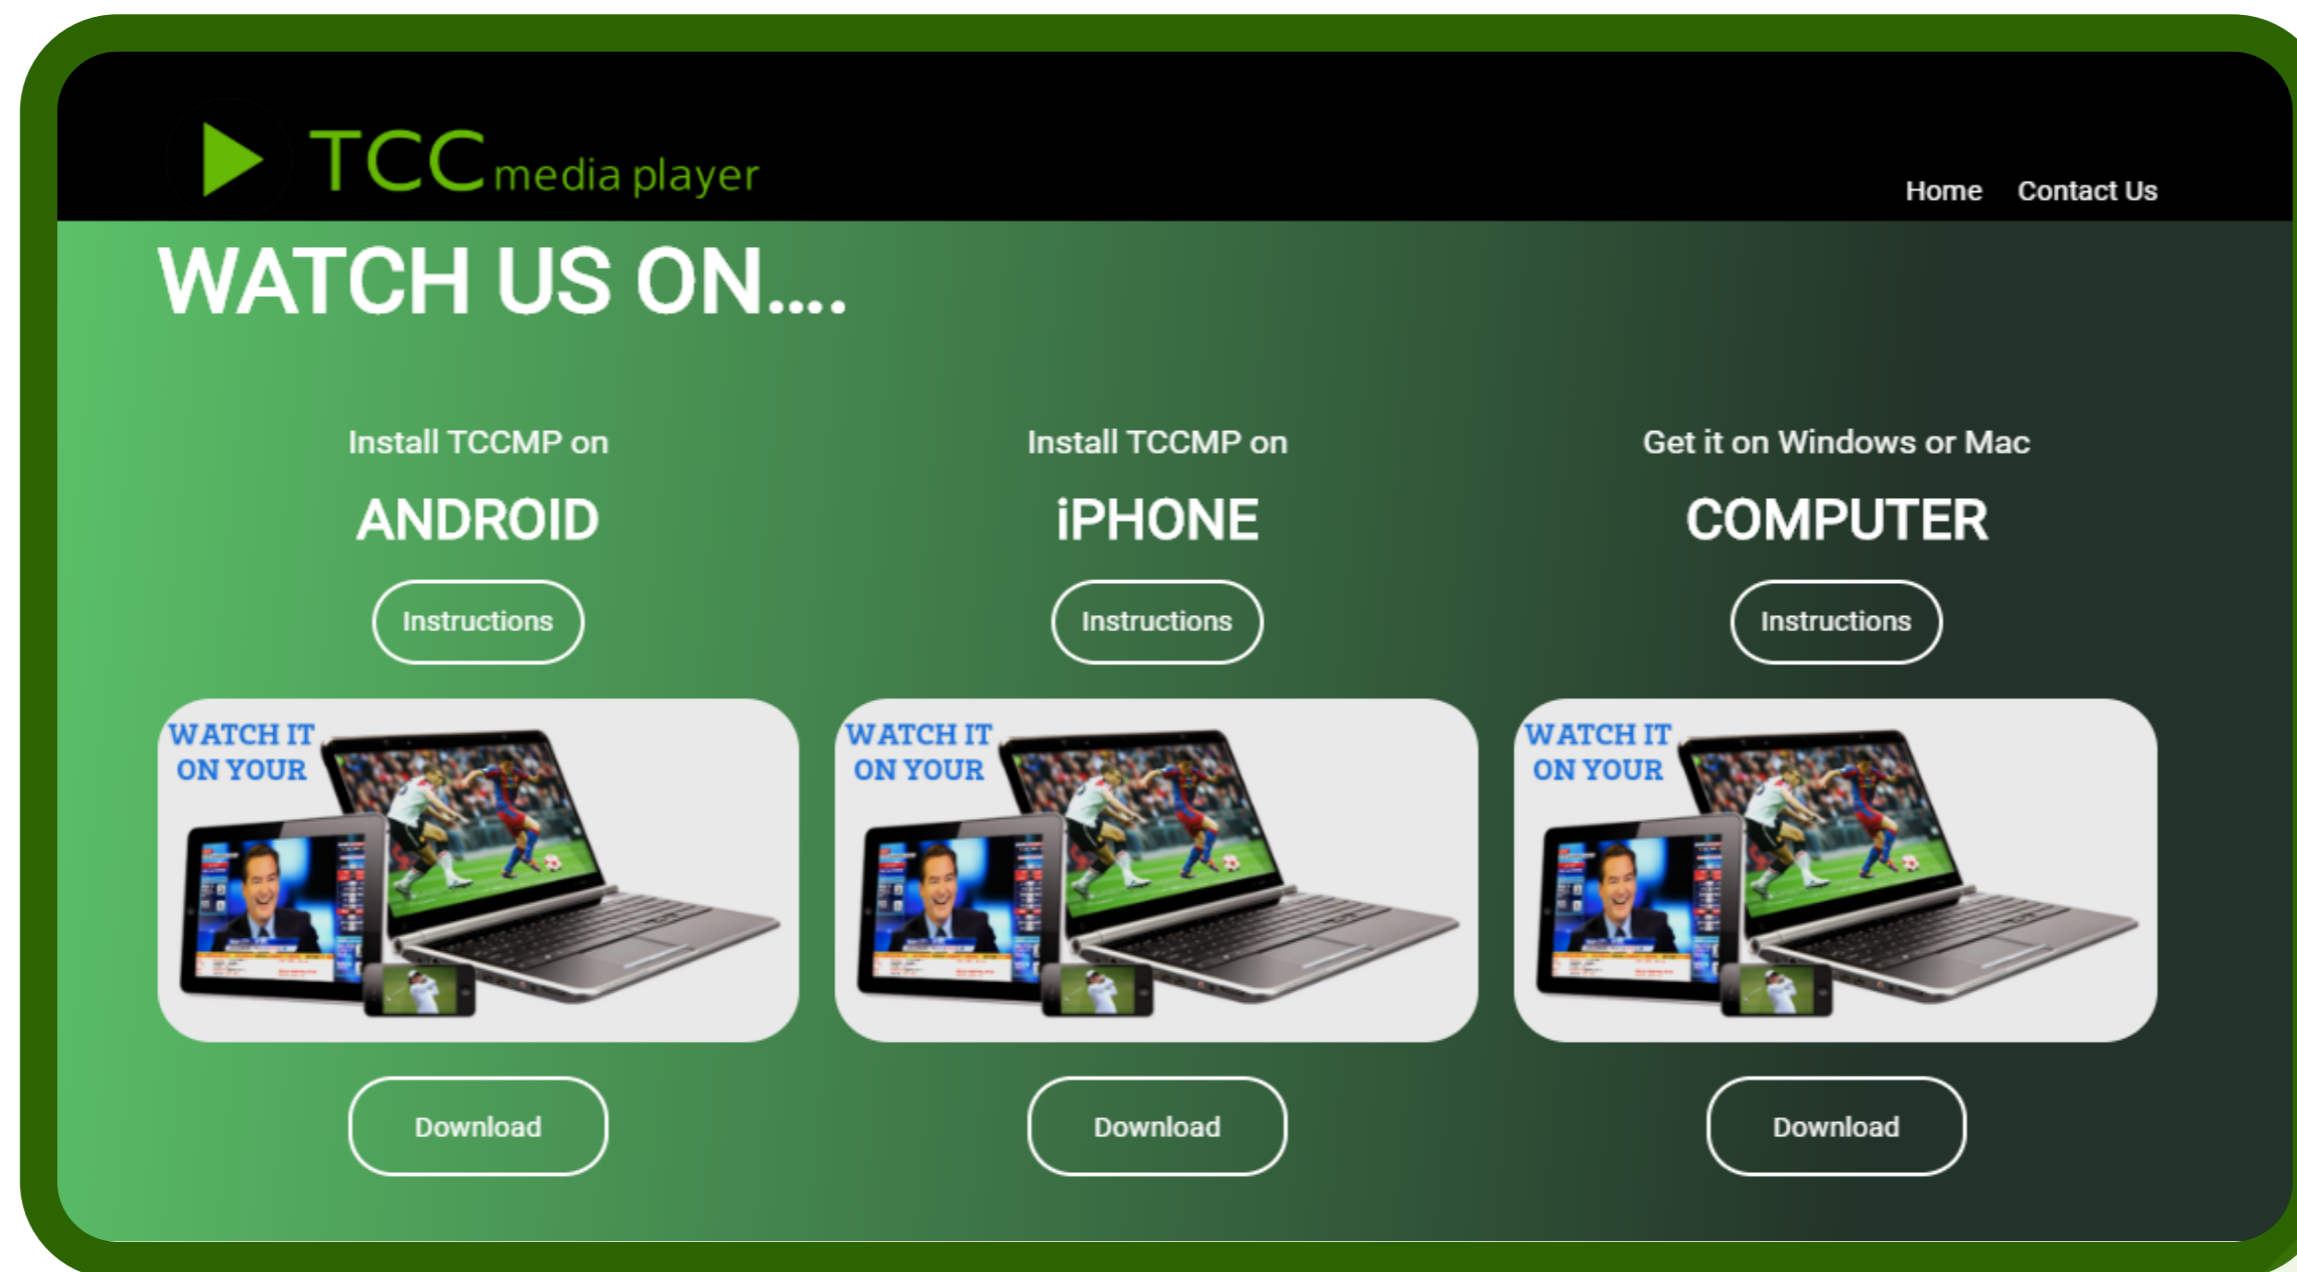 TCC media player
Home Contact Us
WATCH US ON....
Install TCCMP on
ANDROID
Instructions
WATCH IT
ON YOUR
Download
Install TCCMP on
iPHONE
Instructions
WATCH IT
ON YOUR
Download
Get it on Windows or Mac
COMPUTER
Instructions
WATCH IT
ON YOUR
Download